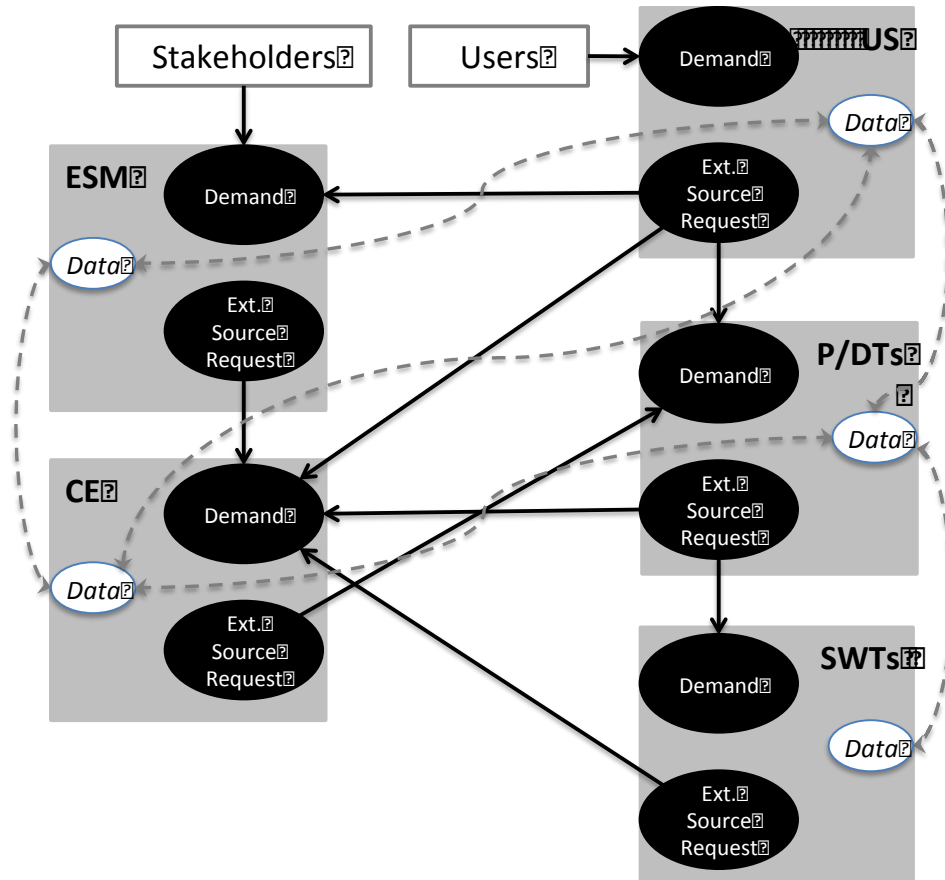 Stakeholders
Users
US
Demand
Data
Ext.
Source
Request
ESM
Demand
Data
Ext.
Source
Request
P/DTs
Demand
Data
Ext.
Source
Request
CE
Demand
Data
Ext.
Source
Request
SWTs
Demand
Data
Ext.
Source
Request